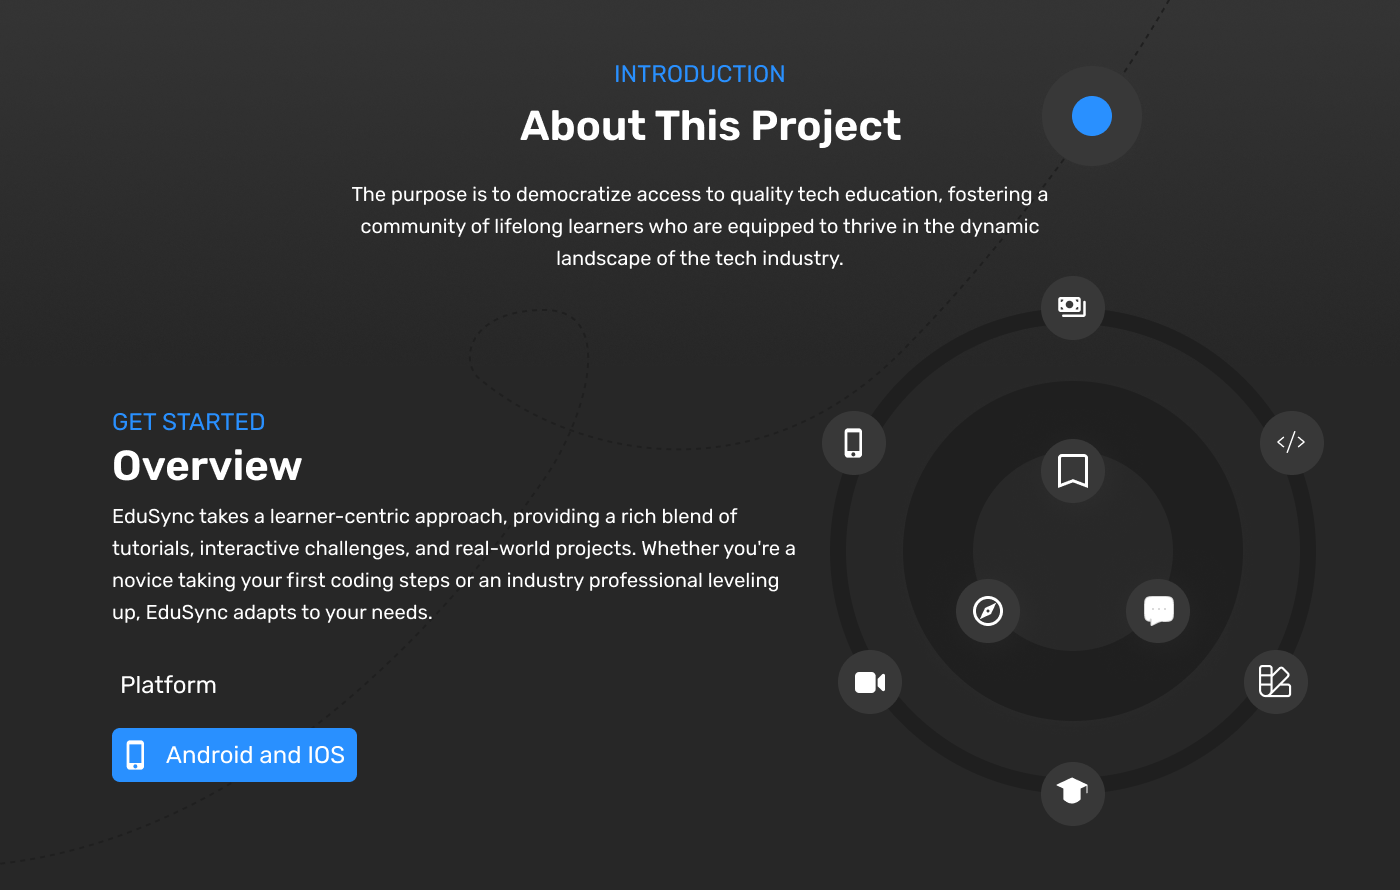 INTRODUCTION
About This Project
The purpose is to democratize access to quality tech education, fostering a
community of lifelong learners who are equipped to thrive in the dynamic
landscape of the tech industry.
GET STARTED
Overview
EduSync takes a learner-centric approach, providing a rich blend of
tutorials, interactive challenges, and real-world projects. Whether you're a
novice taking your first coding steps or an industry professional leveling
up, EduSync adapts to your needs.
Platform
Android and IOS